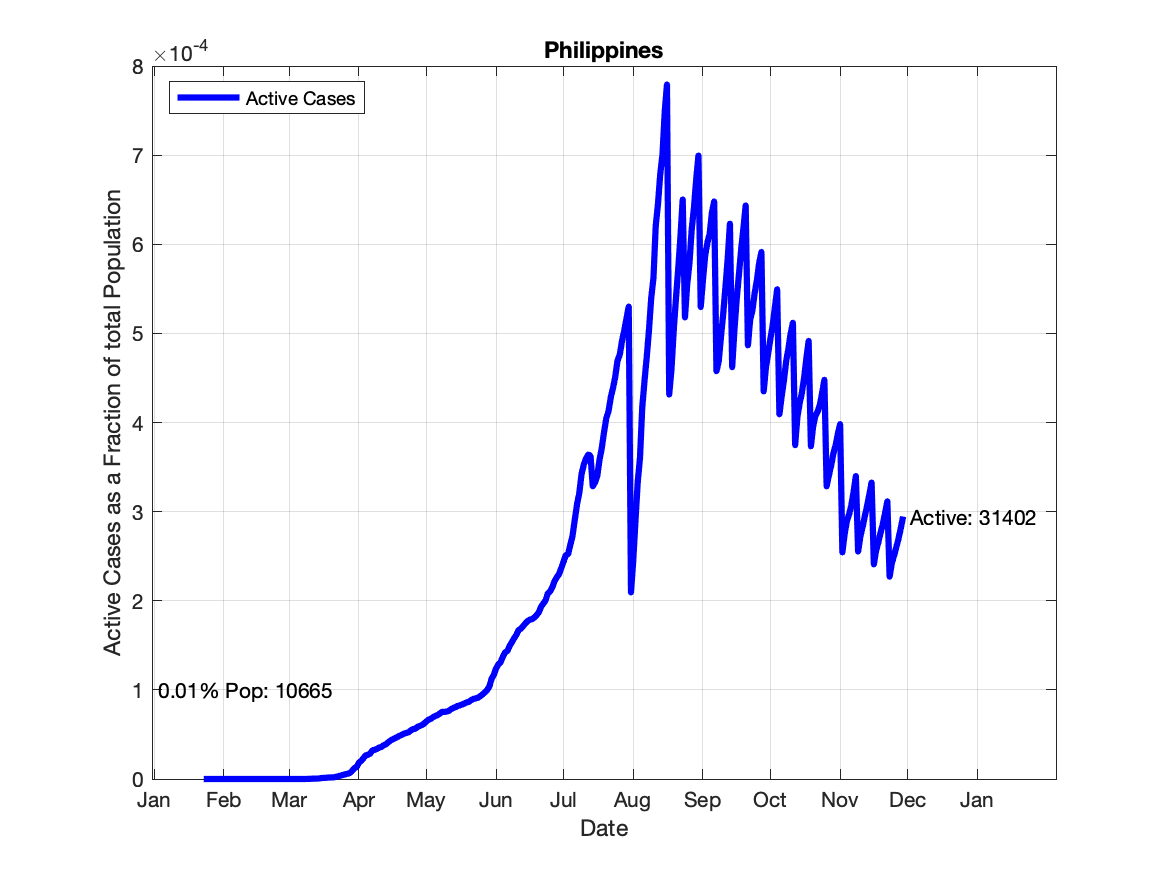 Philippines
×10-4
Active Cases
Active Cases as a Fraction of total Population
8
7
6
5
4
3
2
1
0
0.01% Pop: 10665
Active: 31402
Jan Feb Mar Apr May Jun Jul Aug Sep Oct Nov Dec Jan
Date